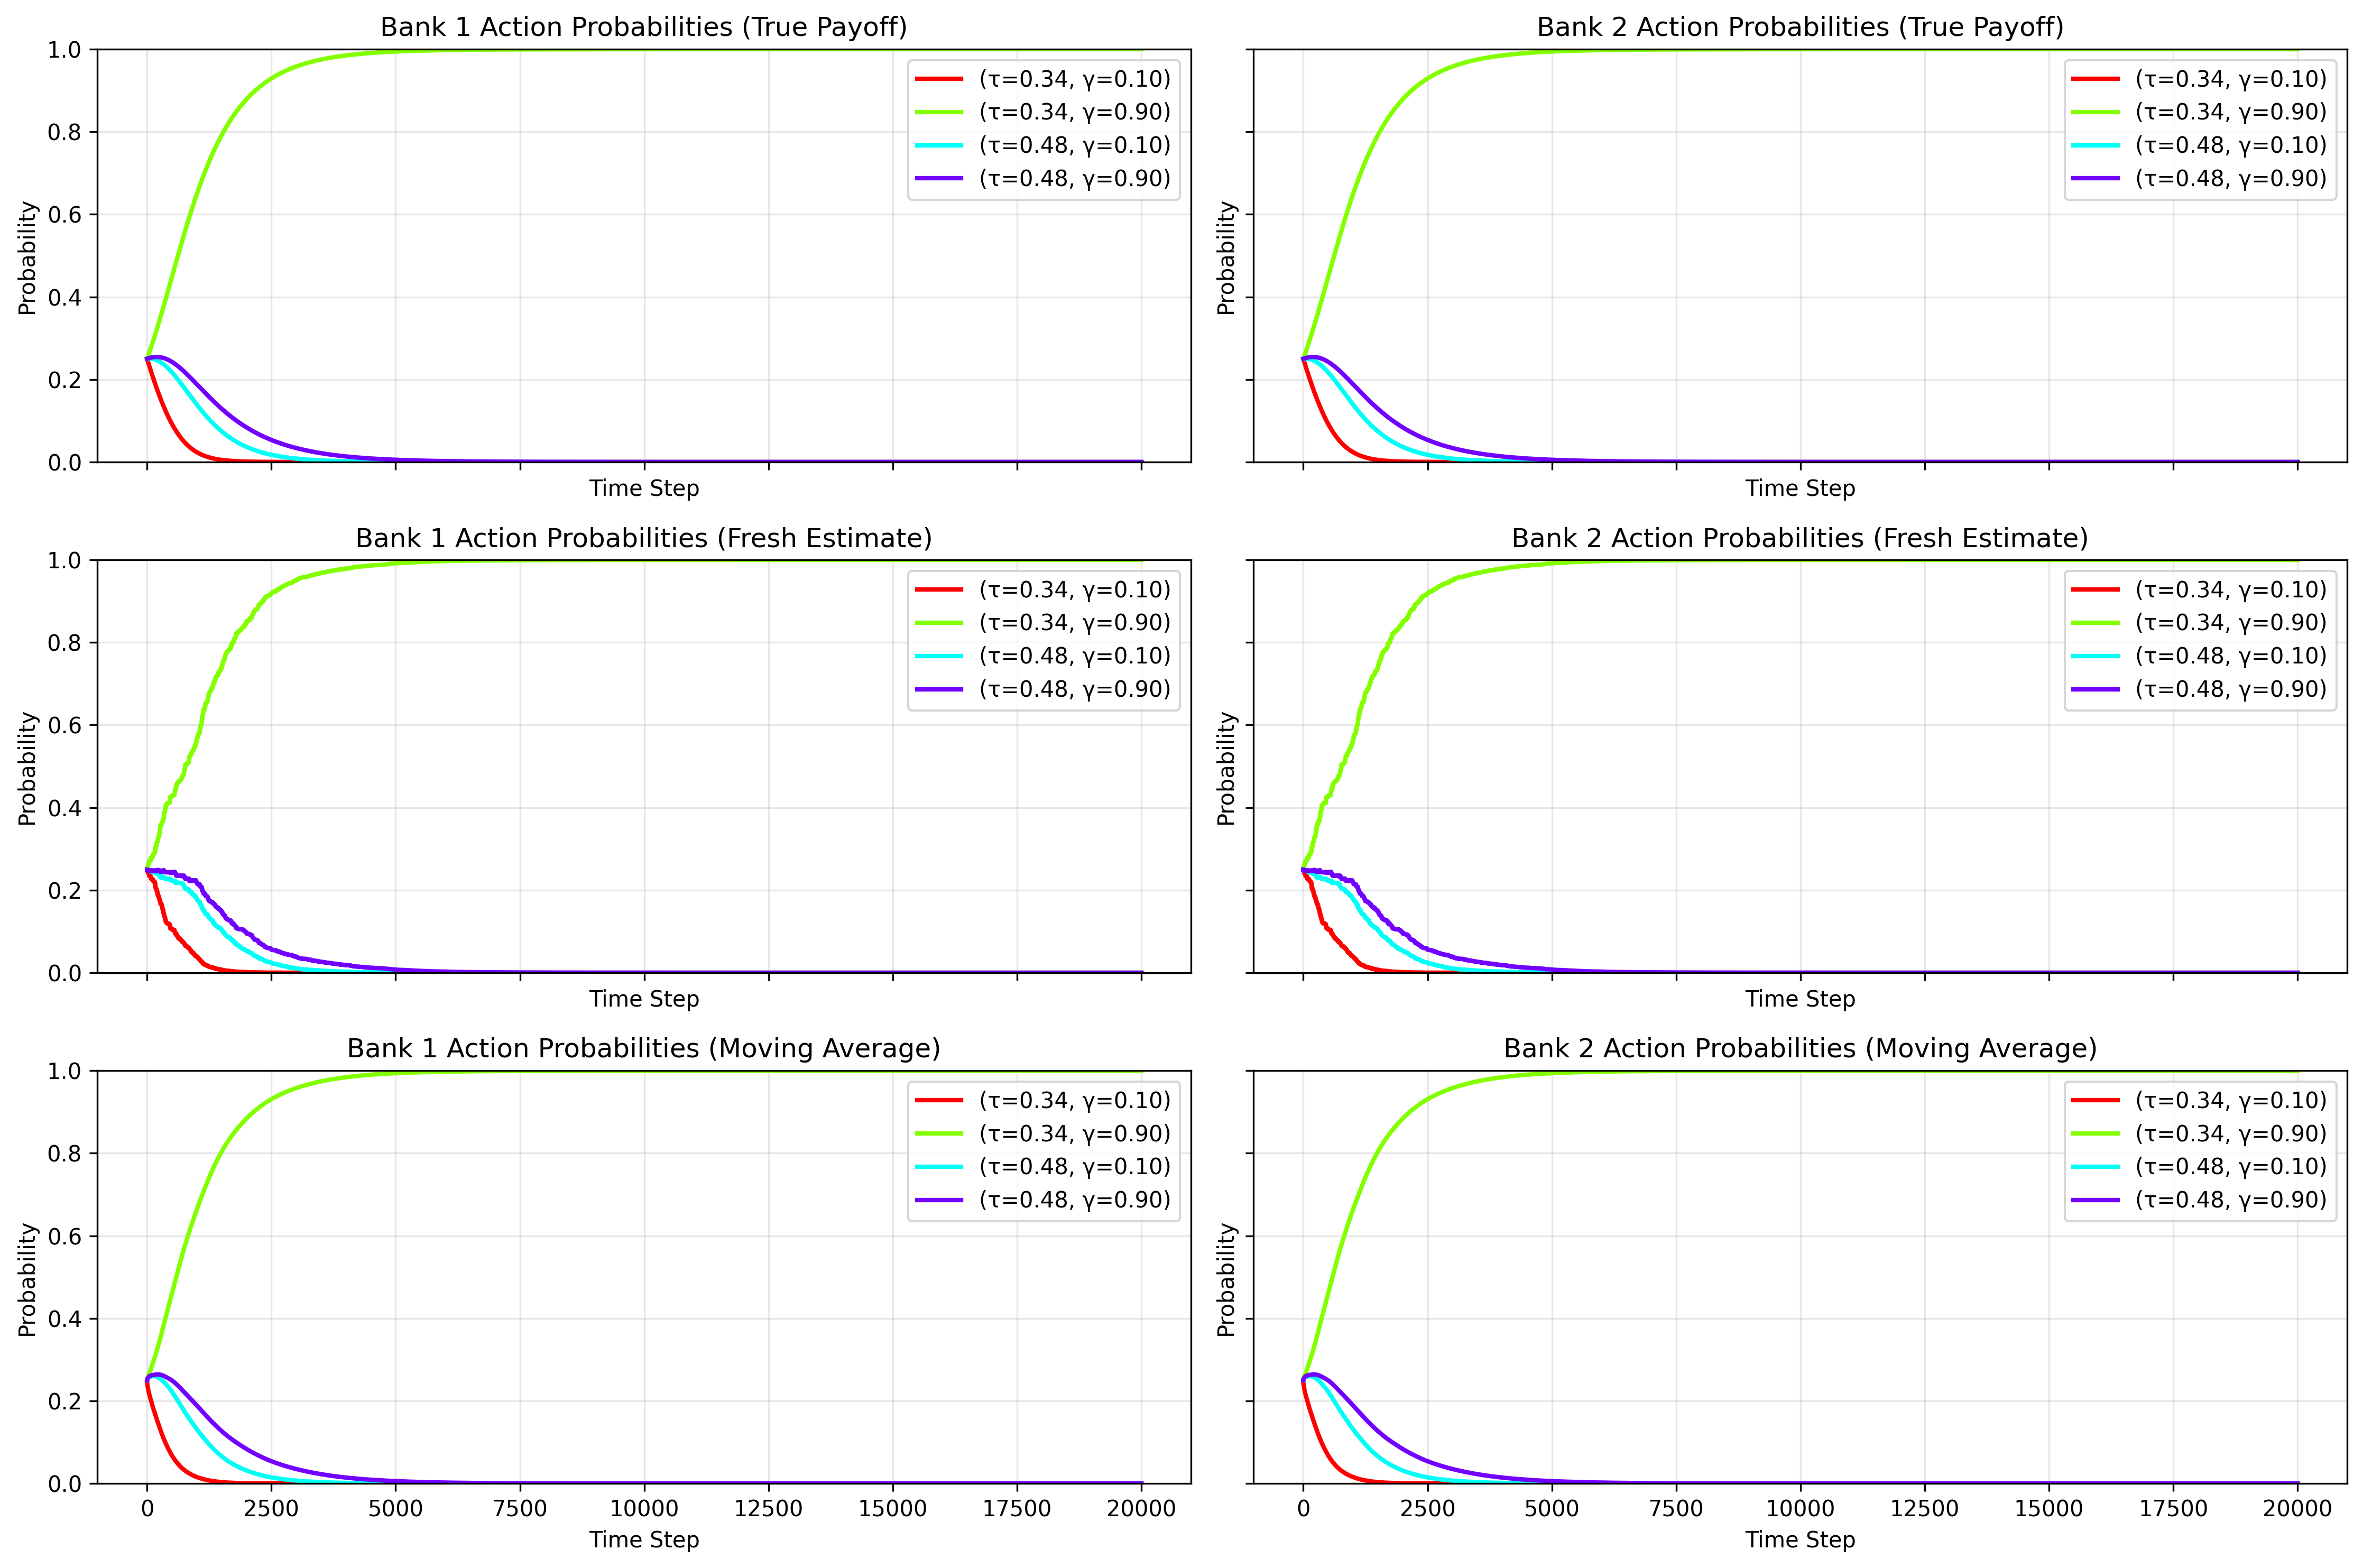 Bank 1 Action Probabilities (True Payoff)
Probability
1.0
0.8
0.6
0.4
0.2
0.0
(τ=0.34, γ=0.10)
(τ=0.34, γ=0.90)
(τ=0.48, γ=0.10)
(τ=0.48, γ=0.90)
Time Step
Bank 2 Action Probabilities (True Payoff)
Probability
(τ=0.34, γ=0.10)
(τ=0.34, γ=0.90)
(τ=0.48, γ=0.10)
(τ=0.48, γ=0.90)
Time Step
Bank 1 Action Probabilities (Fresh Estimate)
Probability
1.0
0.8
0.6
0.4
0.2
0.0
(τ=0.34, γ=0.10)
(τ=0.34, γ=0.90)
(τ=0.48, γ=0.10)
(τ=0.48, γ=0.90)
Time Step
Bank 2 Action Probabilities (Fresh Estimate)
Probability
(τ=0.34, γ=0.10)
(τ=0.34, γ=0.90)
(τ=0.48, γ=0.10)
(τ=0.48, γ=0.90)
Time Step
Bank 1 Action Probabilities (Moving Average)
Probability
1.0
0.8
0.6
0.4
0.2
0.0
(τ=0.34, γ=0.10)
(τ=0.34, γ=0.90)
(τ=0.48, γ=0.10)
(τ=0.48, γ=0.90)
0 2500 5000 7500 10000 12500 15000 17500 20000
Time Step
Bank 2 Action Probabilities (Moving Average)
Probability
(τ=0.34, γ=0.10)
(τ=0.34, γ=0.90)
(τ=0.48, γ=0.10)
(τ=0.48, γ=0.90)
0 2500 5000 7500 10000 12500 15000 17500 20000
Time Step